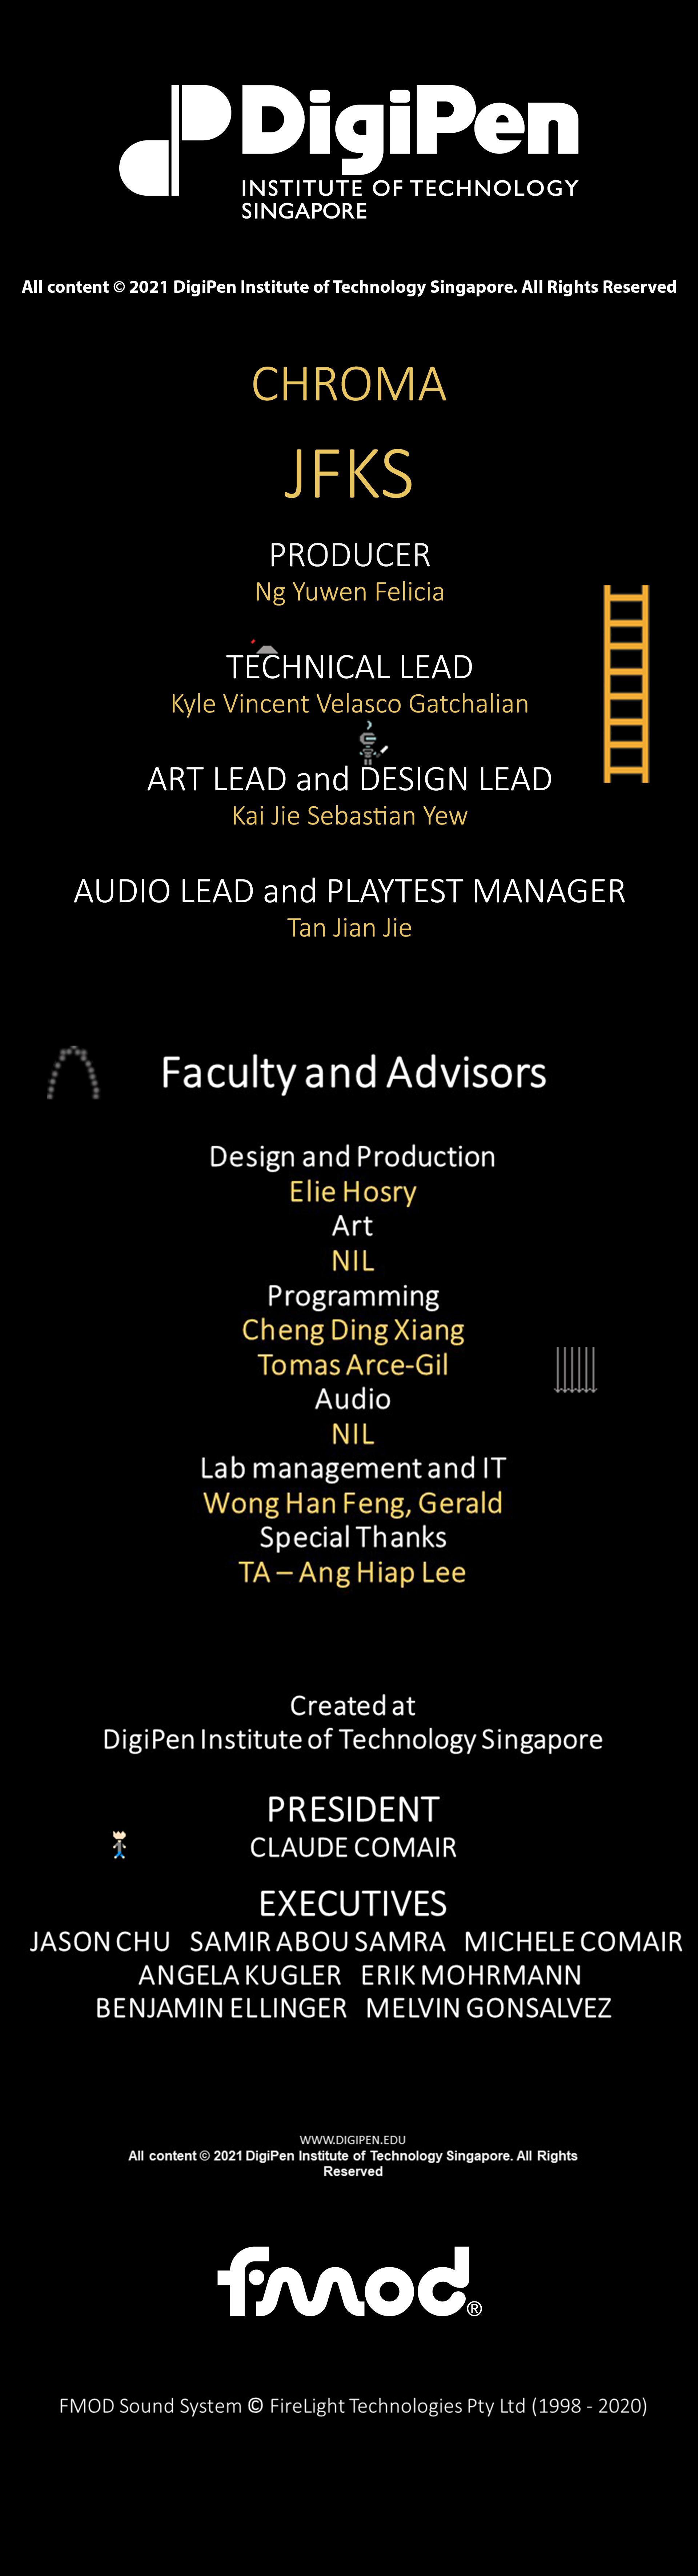 DigiPen
INSTITUTE OF TECHNOLOGY
SINGAPORE
All content © 2021 DigiPen Institute of Technology Singapore. All Rights Reserved
CHROMA
JFKS
PRODUCER
Ng Yuwen Felicia
TECHNICAL LEAD
Kyle Vincent Velasco Gatchalian
ART LEAD and DESIGN LEAD
Kai Jie Sebastian Yew
AUDIO LEAD and PLAYTEST MANAGER
Tan Jian Jie
Faculty and Advisors
Design and Production
Elie Hosry
Art
NIL
Programming
Cheng Ding Xiang
Tomas Arce-Gil
Audio
NIL
Lab management and IT
Wong Han Feng, Gerald
Special Thanks
TA – Ang Hiap Lee
Created at
DigiPen Institute of Technology Singapore
PRESIDENT
CLAUDE COMAIR
EXECUTIVES
JASON CHU SAMIR ABOU SAMRA MICHELE COMAIR
ANGELA KUGLER ERIK MOHRMANN
BENJAMIN ELLINGER MELVIN GONSALVEZ
WWW.DIGIPEN.EDU
All content © 2021 DigiPen Institute of Technology Singapore. All Rights
Reserved
fmod®
FMOD Sound System © FireLight Technologies Pty Ltd (1998 - 2020)